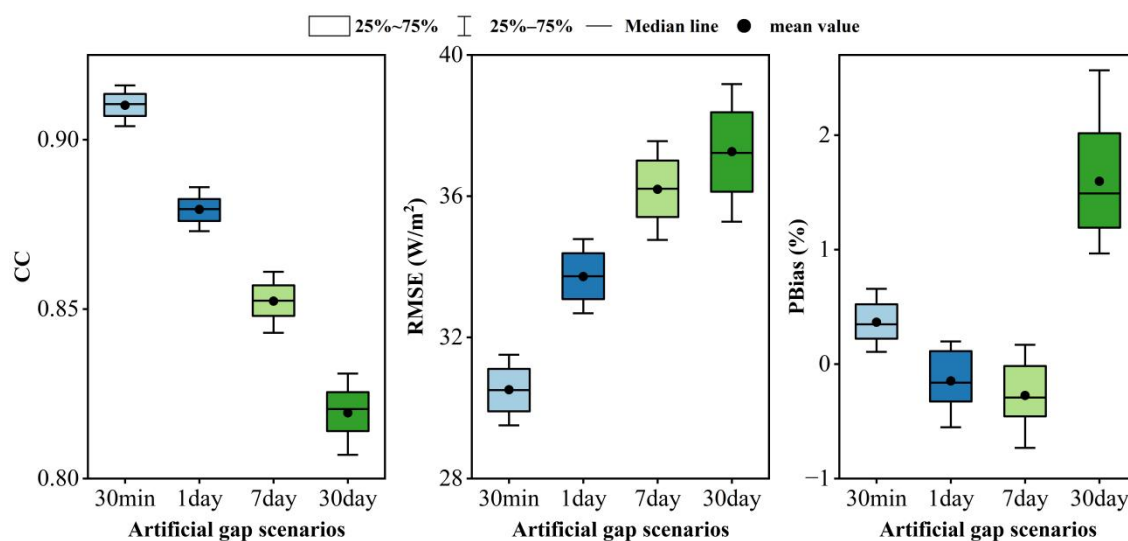 25%~75% 25%–75% Median line mean value
CC
0.90
0.85
0.80
30min 1day 7day 30day
Artificial gap scenarios
RMSE (W/m²)
40
36
32
28
30min 1day 7day 30day
Artificial gap scenarios
PBias (%)
2
1
0
−1
30min 1day 7day 30day
Artificial gap scenarios